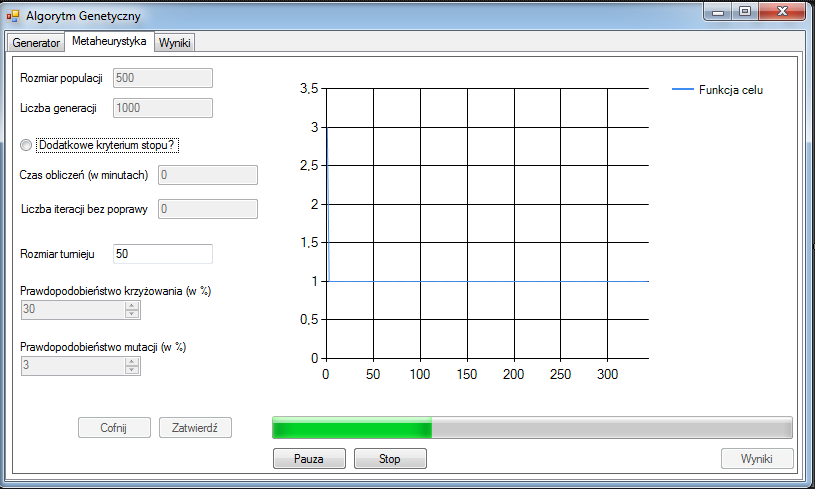 Algorytm Genetyczny
Generator
Metaheurystyka
Wyniki
Rozmiar populacji
500
Liczba generacji
1000
Dodatkowe kryterium stopu?
Czas obliczeń (w minutach)
0
Liczba iteracji bez poprawy
0
Rozmiar turnieju
50
Prawdopodobieństwo krzyżowania (w %)
30
Prawdopodobieństwo mutacji (w %)
3
Cofnij
Zatwierdź
3,5
3
2,5
2
1,5
1
0,5
0
0 50 100 150 200 250 300
Funkcja celu
Pauza
Stop
Wyniki